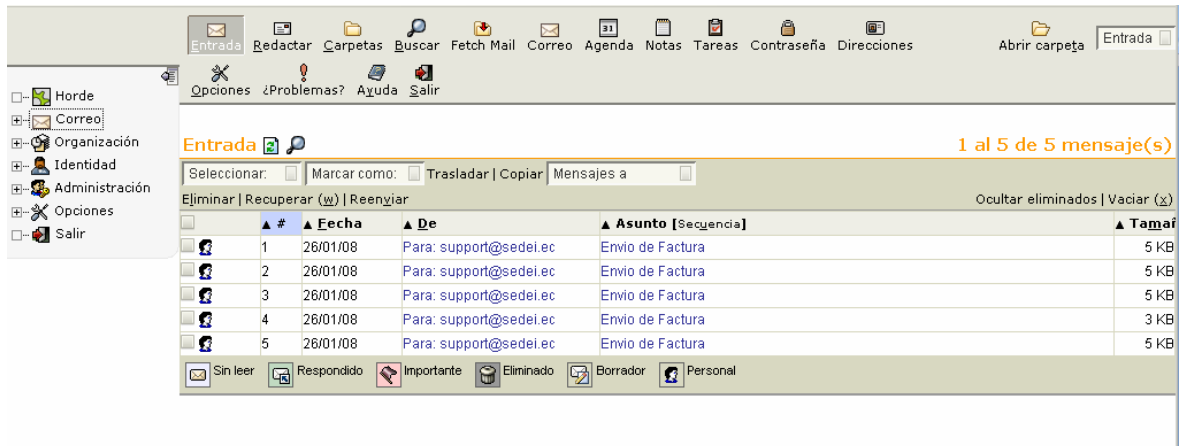 Entrada Redactar Carpetas Buscar Fetch Mail Correo Agenda Notas Tareas Contraseña Direcciones Abrir carpeta Entrada
Opciones ¿Problemas? Ayuda Salir
Horde
Correo
Organización
Identidad
Administración
Opciones
Salir
Entrada 1 al 5 de 5 mensaje(s)
Seleccionar: Marcar como: Trasladar | Copiar Mensajes a
Eliminar | Recuperar (w) | Reenviar Ocultar eliminados | Vaciar (x)
▲ # ▲ Fecha ▲ De ▲ Asunto [Secuencia] ▲ Tamañ
1 26/01/08 Para: support@sedei.ec Envio de Factura 5 KB
2 26/01/08 Para: support@sedei.ec Envio de Factura 5 KB
3 26/01/08 Para: support@sedei.ec Envio de Factura 5 KB
4 26/01/08 Para: support@sedei.ec Envio de Factura 3 KB
5 26/01/08 Para: support@sedei.ec Envio de Factura 5 KB
Sin leer Respondido Importante Eliminado Borrador Personal